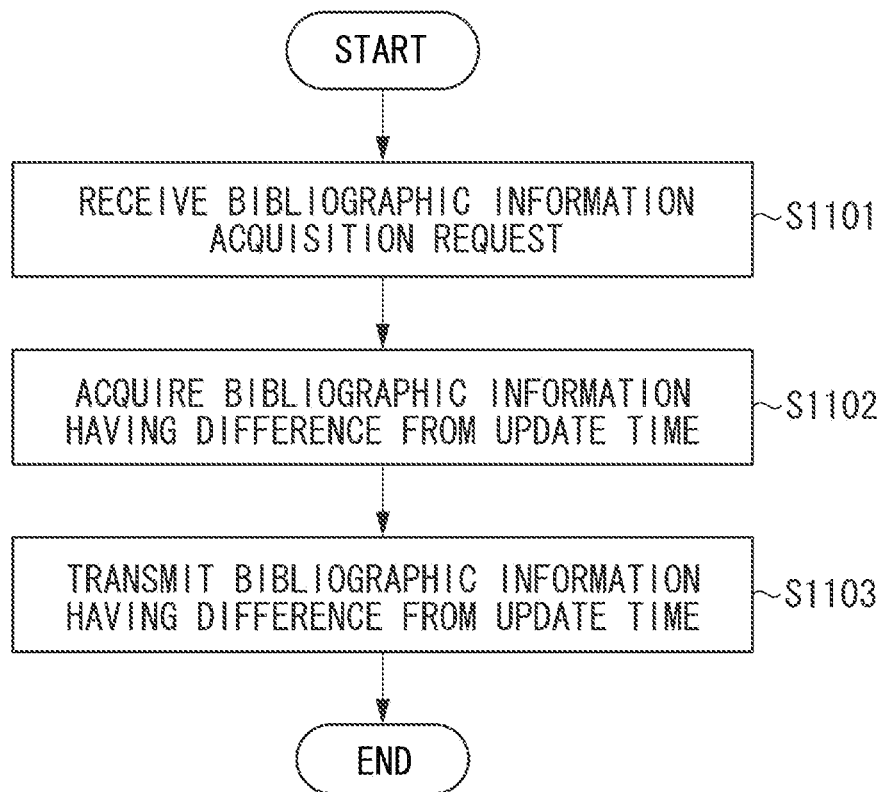 START
RECEIVE BIBLIOGRAPHIC INFORMATION
ACQUISITION REQUEST
S1101
ACQUIRE BIBLIOGRAPHIC INFORMATION
HAVING DIFFERENCE FROM UPDATE TIME
S1102
TRANSMIT BIBLIOGRAPHIC INFORMATION
HAVING DIFFERENCE FROM UPDATE TIME
S1103
END